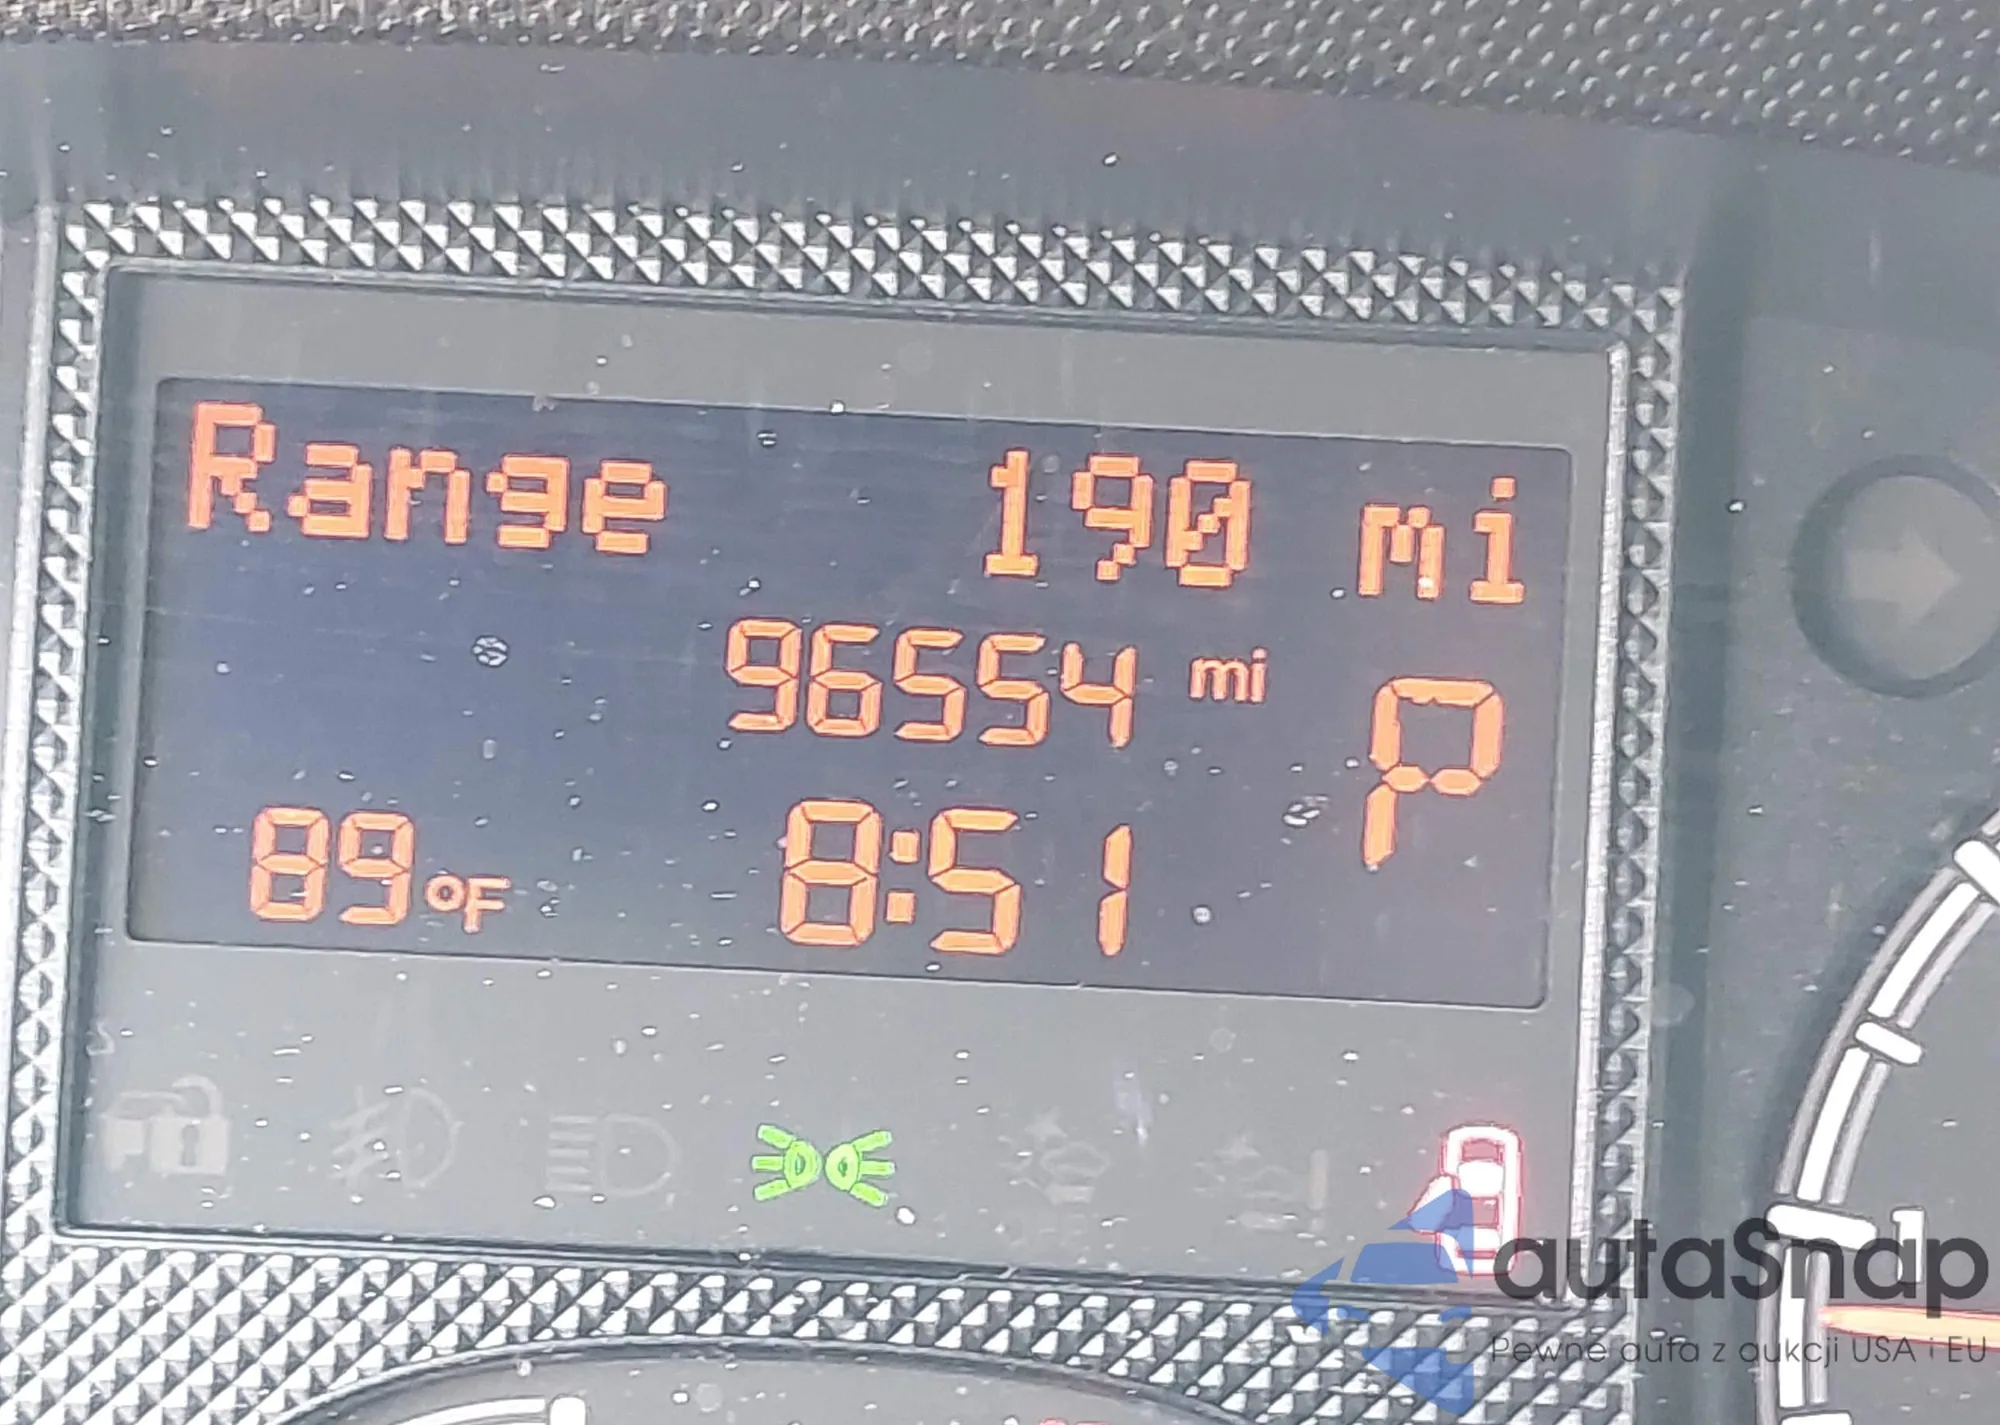 Range 190 mi
96554 mi
P
89°F 8:51
autaSnap
Pewne auta z aukcji USA i EU